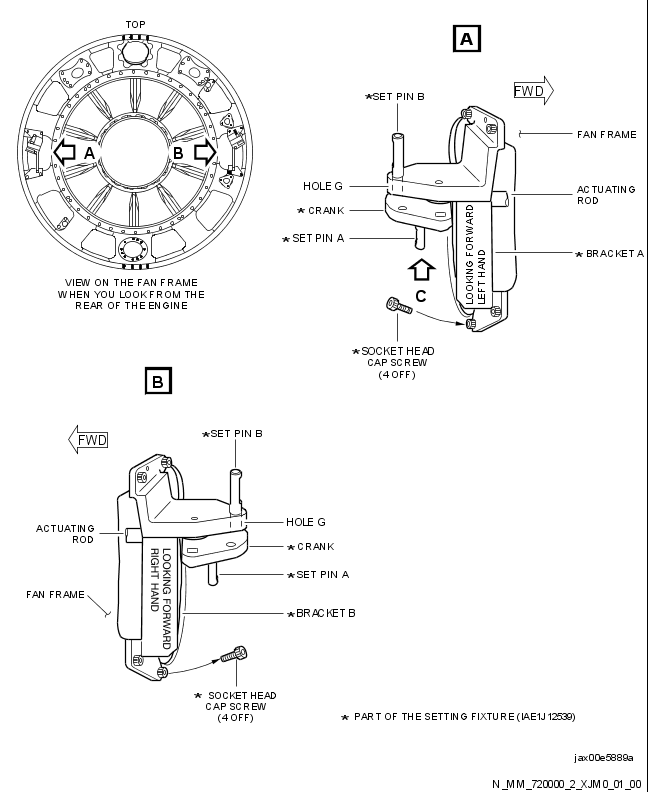 TOP
A
B
VIEW ON THE FAN FRAME
WHEN YOU LOOK FROM THE
REAR OF THE ENGINE
A
FWD
*SET PIN B
FAN FRAME
HOLE G
ACTUATING
ROD
* CRANK
* SET PIN A
* BRACKET A
LOOKING FORWARD
LEFT HAND
C
*SOCKET HEAD
CAP SCREW
(4 OFF)
B
FWD
*SET PIN B
ACTUATING
ROD
HOLE G
* CRANK
* SET PIN A
FAN FRAME
LOOKING FORWARD
RIGHT HAND
*BRACKET B
* SOCKET HEAD
CAP SCREW
(4 OFF)
* PART OF THE SETTING FIXTURE (IAE1J12539)
jax00e5889a
N_MM_720000_2_XJM0_01_00